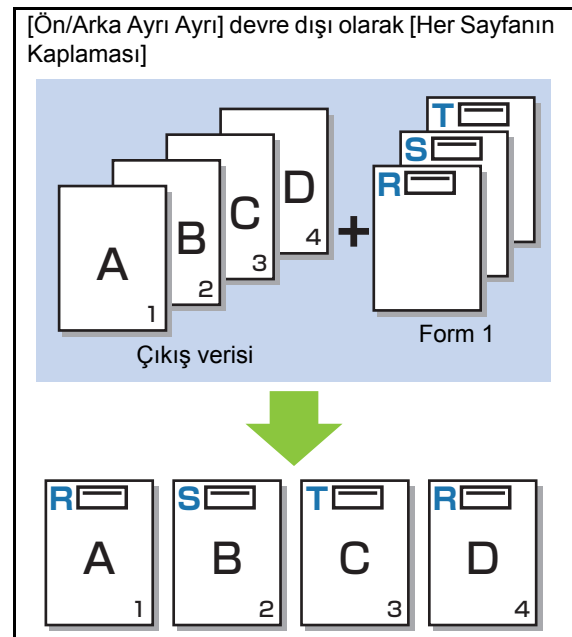 [Ön/Arka Ayrı Ayrı] devre dışı olarak [Her Sayfanın
Kaplaması]
A
1
B
2
C
3
D
4
+
R
S
T
Çıkış verisi
Form 1
R
A
1
S
B
2
T
C
3
R
D
4